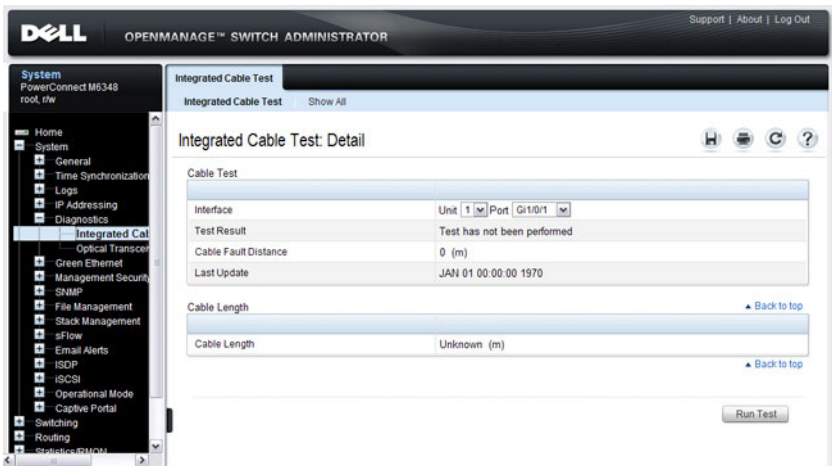 Support | About | Log Out
DELL OPENMANAGE™ SWITCH ADMINISTRATOR
System
PowerConnect M6348
root, r/w
Home
System
General
Time Synchronization
Logs
IP Addressing
Diagnostics
Integrated Cab
Optical Transcei
Green Ethernet
Management Security
SNMP
File Management
Stack Management
sFlow
Email Alerts
ISDP
iSCSI
Operational Mode
Captive Portal
Switching
Routing
Statistics/RMON
Integrated Cable Test
Integrated Cable Test Show All
Integrated Cable Test: Detail
Cable Test
Interface Unit 1 Port Gi1/0/1
Test Result Test has not been performed
Cable Fault Distance 0 (m)
Last Update JAN 01 00:00:00 1970
Back to top
Cable Length
Cable Length Unknown (m)
Back to top
Run Test